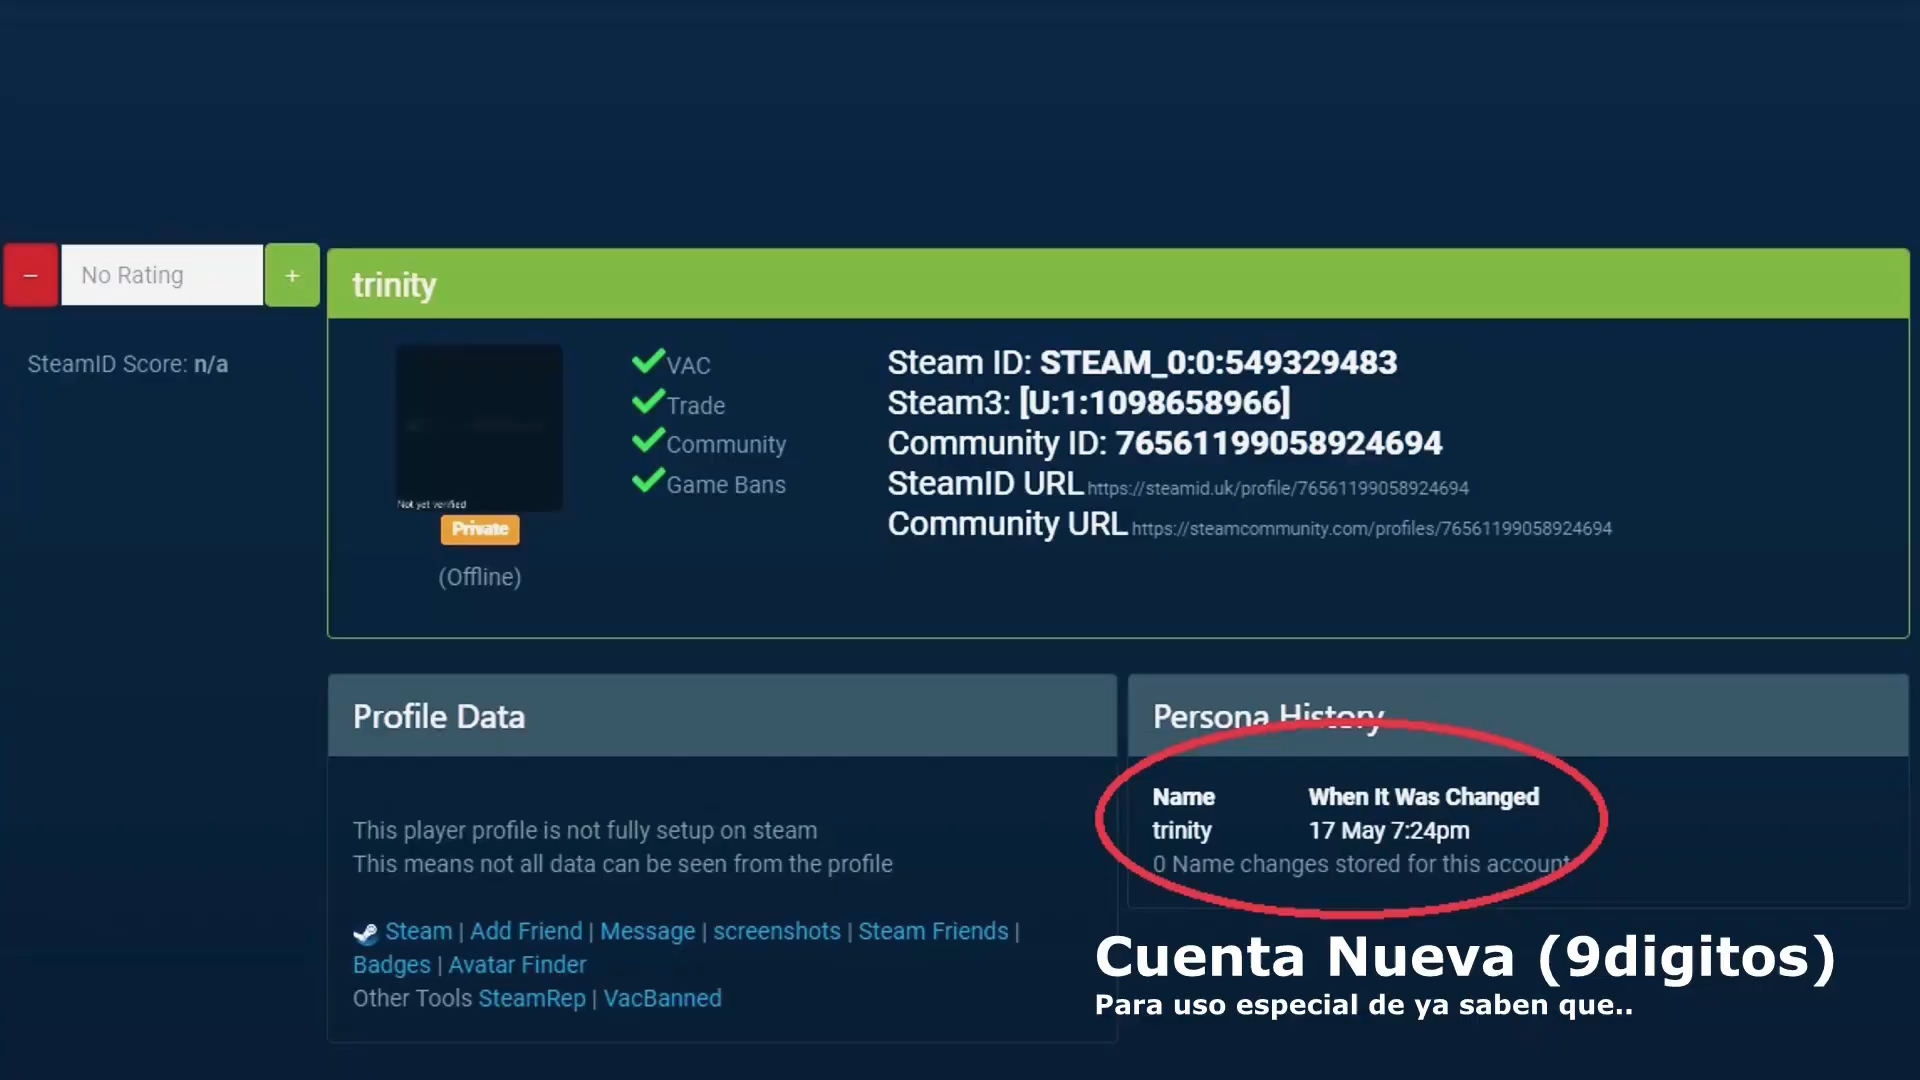 − No Rating +
SteamID Score: n/a
trinity
Not yet verified
Private
(Offline)
VAC
Trade
Community
Game Bans
Steam ID: STEAM_0:0:549329483
Steam3: [U:1:1098658966]
Community ID: 76561199058924694
SteamID URL https://steamid.uk/profile/76561199058924694
Community URL https://steamcommunity.com/profiles/76561199058924694
Profile Data
This player profile is not fully setup on steam
This means not all data can be seen from the profile
Steam | Add Friend | Message | screenshots | Steam Friends |
Badges | Avatar Finder
Other Tools SteamRep | VacBanned
Persona History
Name When It Was Changed
trinity 17 May 7:24pm
0 Name changes stored for this account
Cuenta Nueva (9digitos)
Para uso especial de ya saben que..